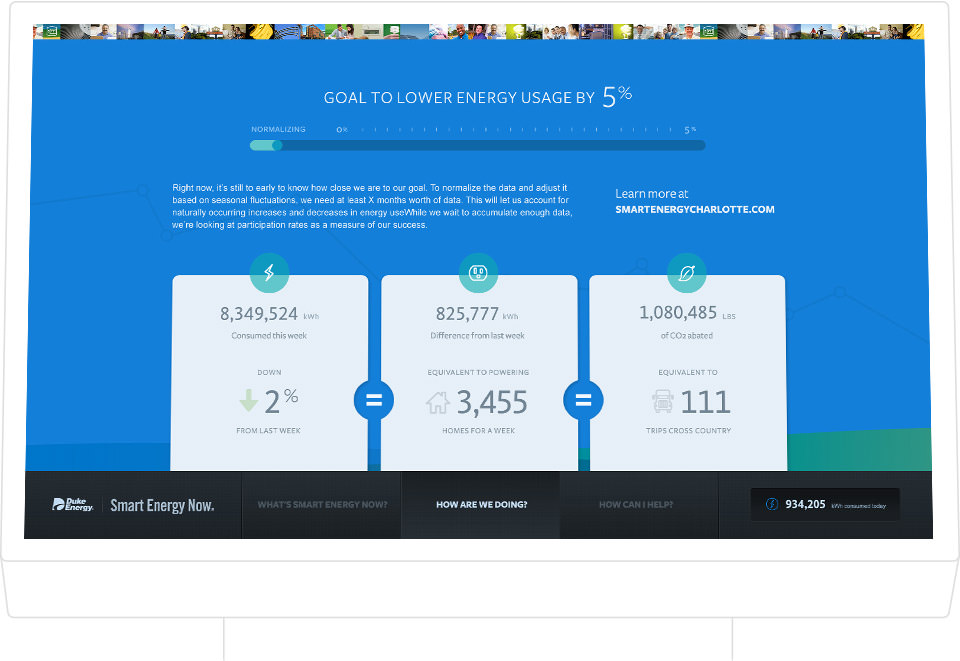 GOAL TO LOWER ENERGY USAGE BY 5%
NORMALIZING 0% 5%
Right now, it's still to early to know how close we are to our goal. To normalize the data and adjust it
based on seasonal fluctuations, we need at least X months worth of data. This will let us account for
naturally occurring increases and decreases in energy useWhile we wait to accumulate enough data,
we're looking at participation rates as a measure of our success.
Learn more at
SMARTENERGYCHARLOTTE.COM
8,349,524 kWh
Consumed this week
DOWN
2%
FROM LAST WEEK
=
825,777 kWh
Difference from last week
EQUIVALENT TO POWERING
3,455
HOMES FOR A WEEK
=
1,080,485 LBS
of CO2 abated
EQUIVALENT TO
111
TRIPS CROSS COUNTRY
Duke
Energy.
Smart Energy Now.
WHAT'S SMART ENERGY NOW?
HOW ARE WE DOING?
HOW CAN I HELP?
934,205 kWh consumed today